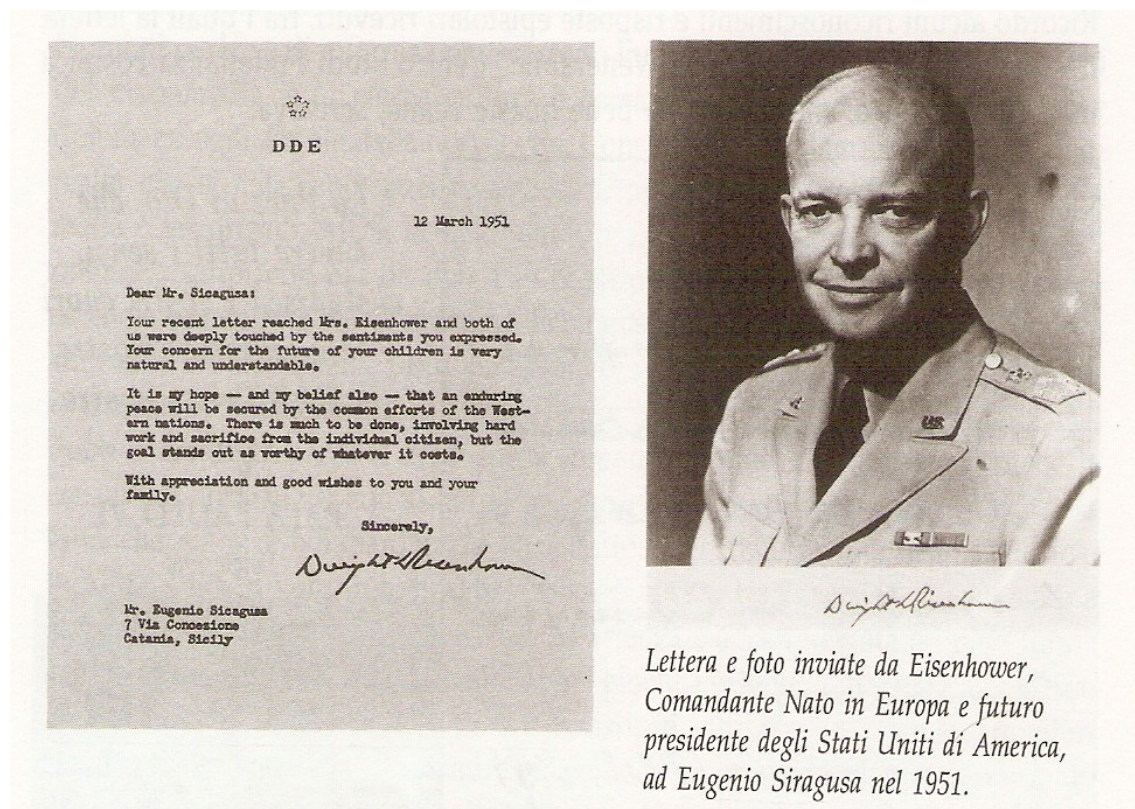 DDE
12 March 1951
Dear Mr. Sicagusa:
Your recent letter reached Mrs. Eisenhower and both of
us were deeply touched by the sentiments you expressed.
Your concern for the future of your children is very
natural and understandable.
It is my hope — and my belief also — that an enduring
peace will be secured by the common efforts of the West-
ern nations. There is much to be done, involving hard
work and sacrifice from the individual citizen, but the
goal stands out as worthy of whatever it costs.
With appreciation and good wishes to you and your
family.
Sincerely,
Dwight D Eisenhower
Mr. Eugenio Sicagusa
7 Via Concezione
Catania, Sicily
US
Dwight D Eisenhower
Lettera e foto inviate da Eisenhower,
Comandante Nato in Europa e futuro
presidente degli Stati Uniti di America,
ad Eugenio Siragusa nel 1951.